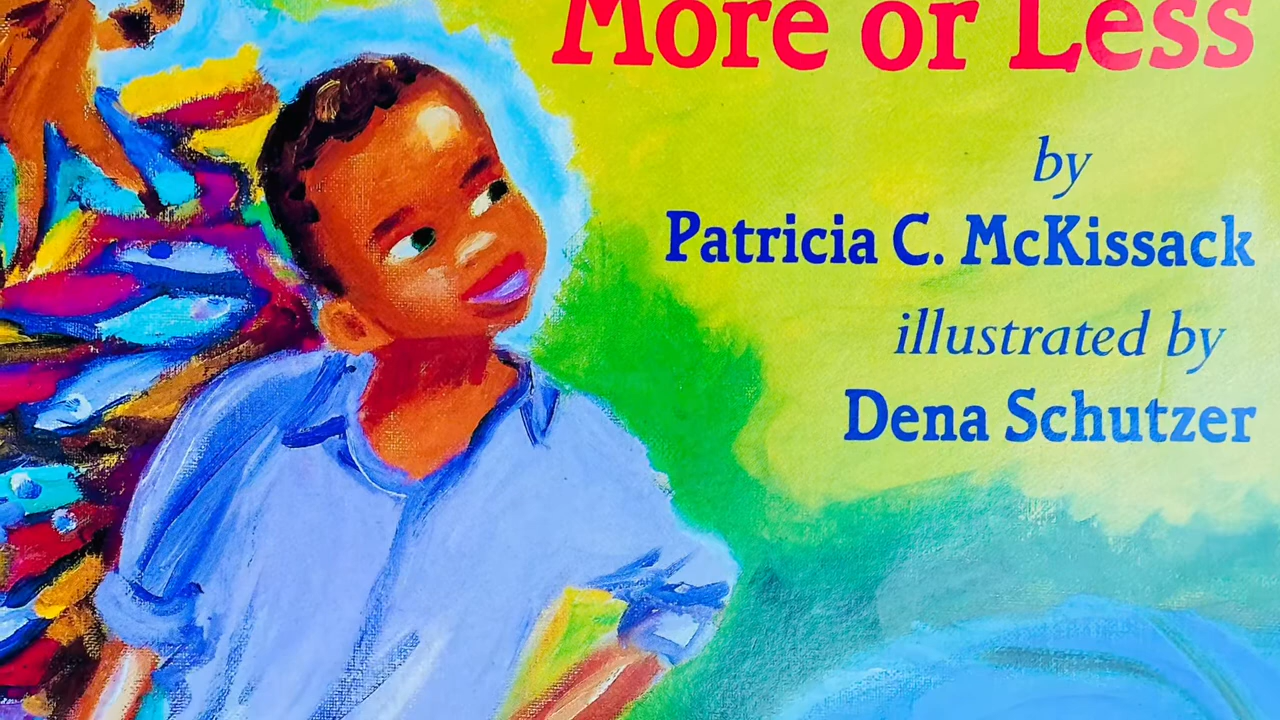 More or Less
by
Patricia C. McKissack
illustrated by
Dena Schutzer